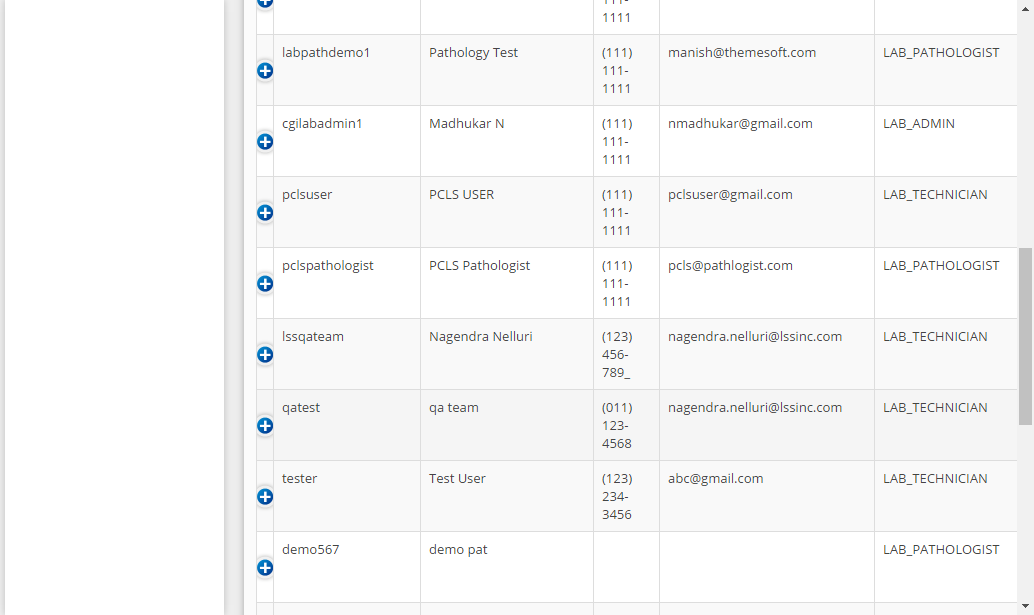 111-
1111
labpathdemo1 Pathology Test (111) manish@themesoft.com LAB_PATHOLOGIST
111-
1111
cgilabadmin1 Madhukar N (111) nmadhukar@gmail.com LAB_ADMIN
111-
1111
pclsuser PCLS USER (111) pclsuser@gmail.com LAB_TECHNICIAN
111-
1111
pclspathologist PCLS Pathologist (111) pcls@pathlogist.com LAB_PATHOLOGIST
111-
1111
lssqateam Nagendra Nelluri (123) nagendra.nelluri@lssinc.com LAB_TECHNICIAN
456-
789_
qatest qa team (011) nagendra.nelluri@lssinc.com LAB_TECHNICIAN
123-
4568
tester Test User (123) abc@gmail.com LAB_TECHNICIAN
234-
3456
demo567 demo pat LAB_PATHOLOGIST